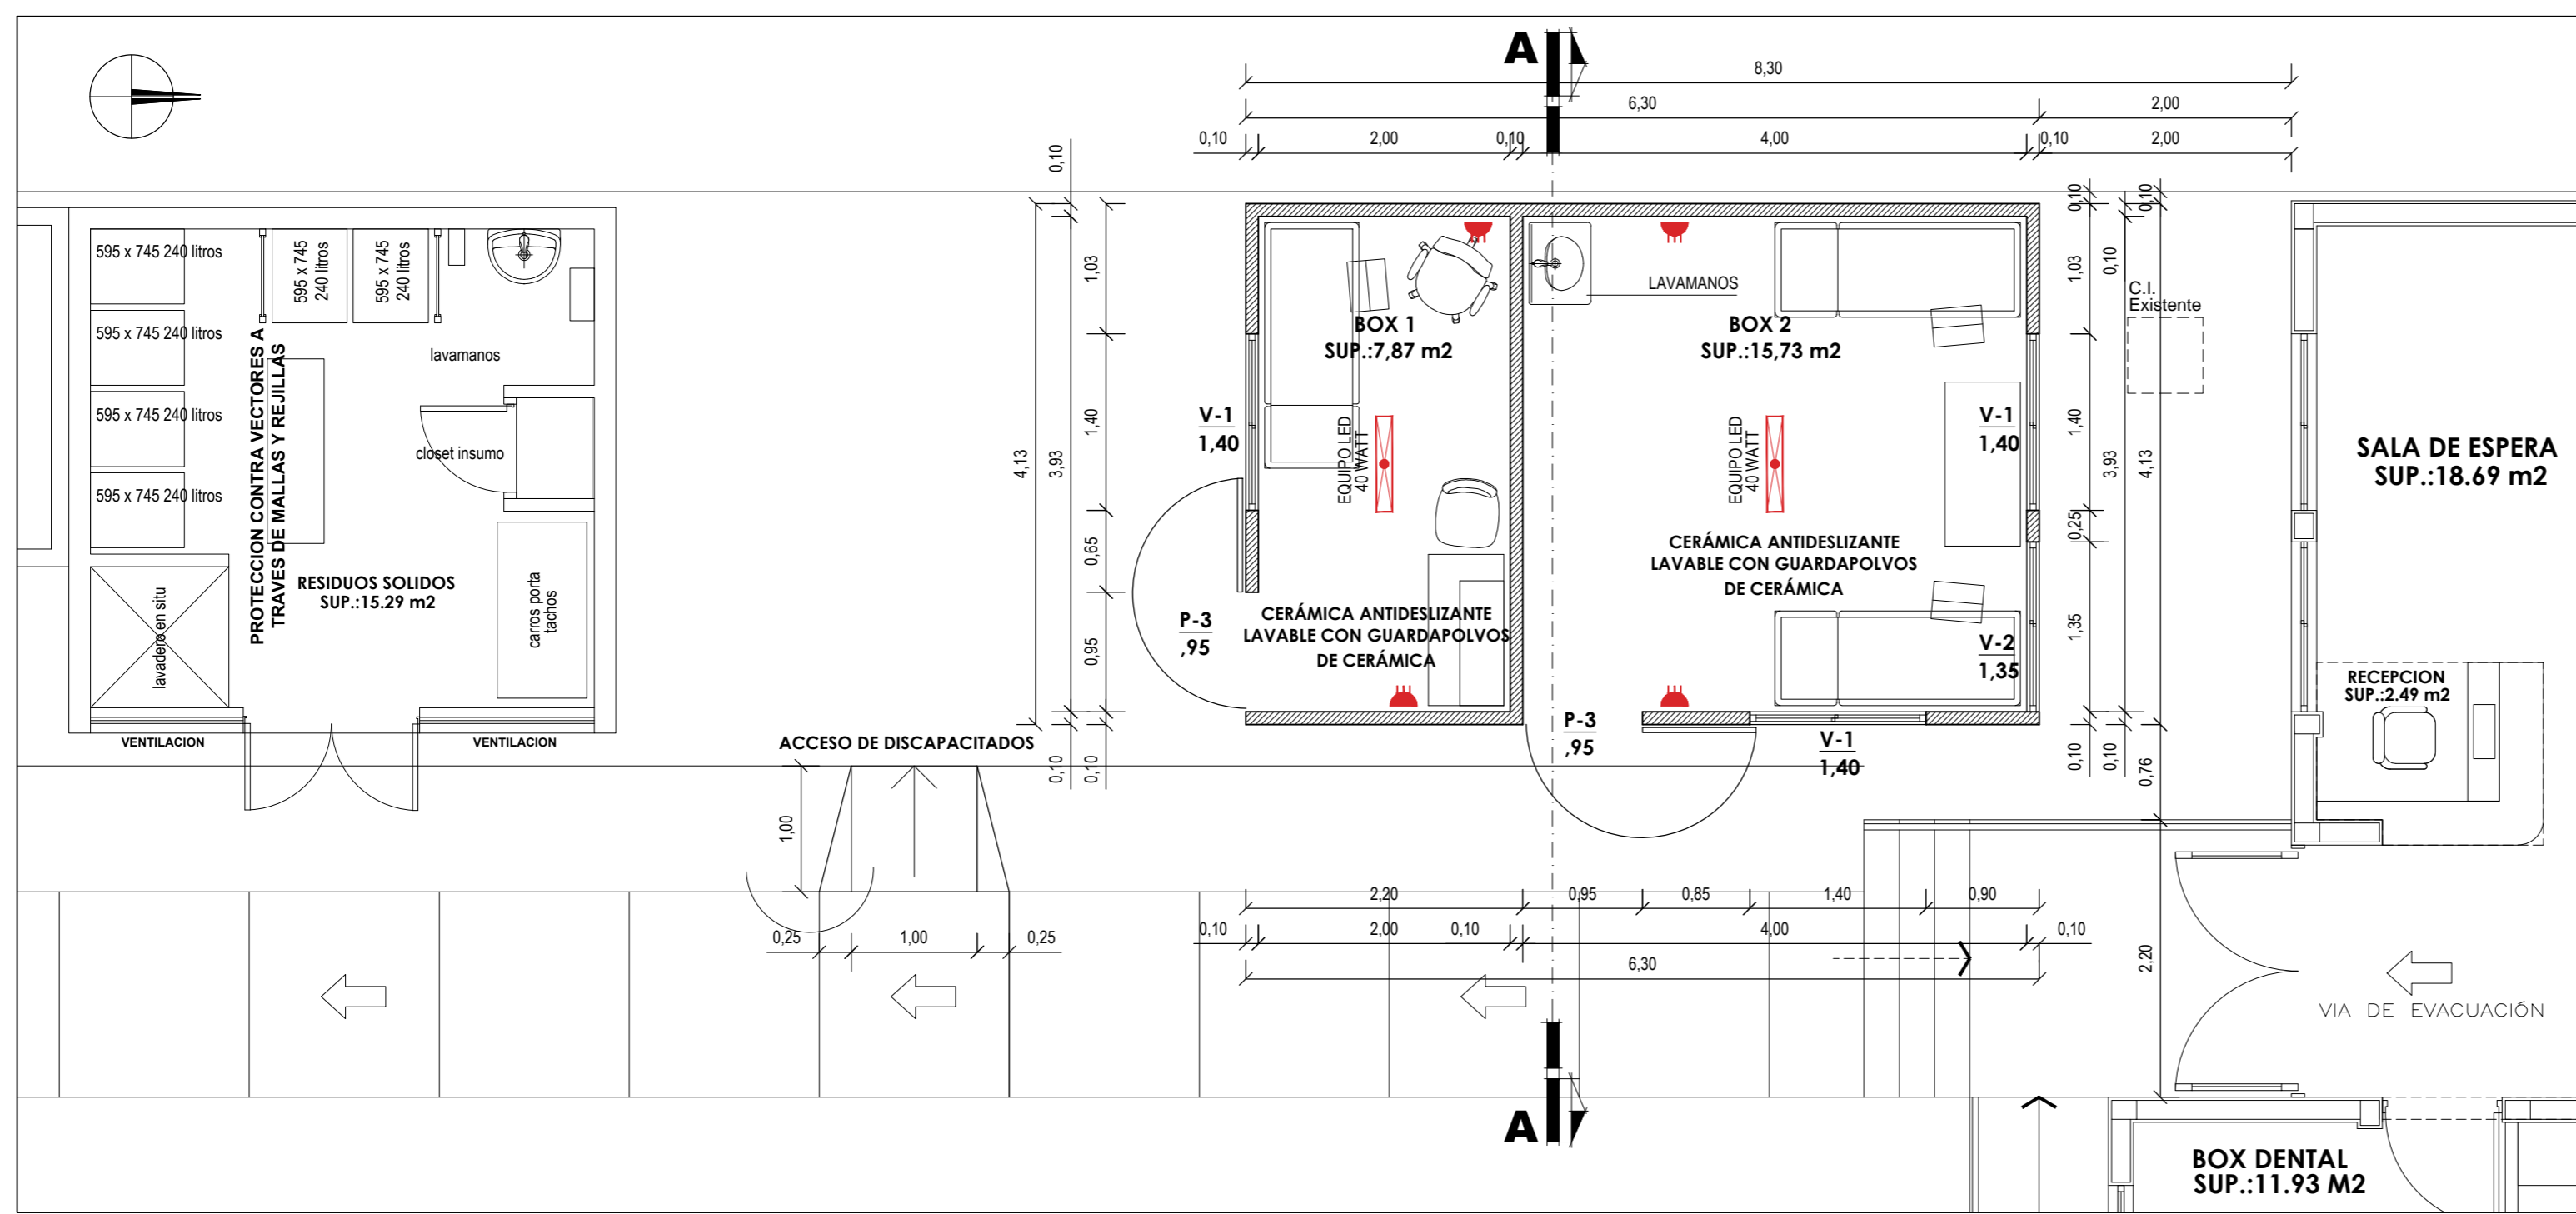 A
8,30
6,30
2,00
0,10
2,00
0,10
4,00
0,10
2,00
0,10
4,13
3,93
1,03
1,40
0,65
0,95
0,10
0,10
595 x 745 240 litros
595 x 745 240 litros
595 x 745 240 litros
595 x 745 240 litros
595 x 745
240 litros
595 x 745
240 litros
PROTECCION CONTRA VECTORES A
TRAVES DE MALLAS Y REJILLAS
lavamanos
closet insumo
RESIDUOS SOLIDOS
SUP.:15.29 m2
lavadero en situ
carros porta
tachos
VENTILACION
VENTILACION
ACCESO DE DISCAPACITADOS
1,00
0,25
1,00
0,25
BOX 1
SUP.:7,87 m2
V-1
1,40
EQUIPO LED
40 WATT
P-3
,95
CERÁMICA ANTIDESLIZANTE
LAVABLE CON GUARDAPOLVOS
DE CERÁMICA
LAVAMANOS
BOX 2
SUP.:15,73 m2
EQUIPO LED
40 WATT
V-1
1,40
CERÁMICA ANTIDESLIZANTE
LAVABLE CON GUARDAPOLVOS
DE CERÁMICA
V-2
1,35
P-3
,95
V-1
1,40
0,10
0,10
1,03
0,10
1,40
3,93
4,13
0,25
1,35
0,10
0,10
0,76
2,20
C.I.
Existente
SALA DE ESPERA
SUP.:18.69 m2
RECEPCION
SUP.:2.49 m2
2,20
0,95
0,85
1,40
0,90
0,10
2,00
0,10
4,00
0,10
6,30
VIA DE EVACUACIÓN
A
BOX DENTAL
SUP.:11.93 M2